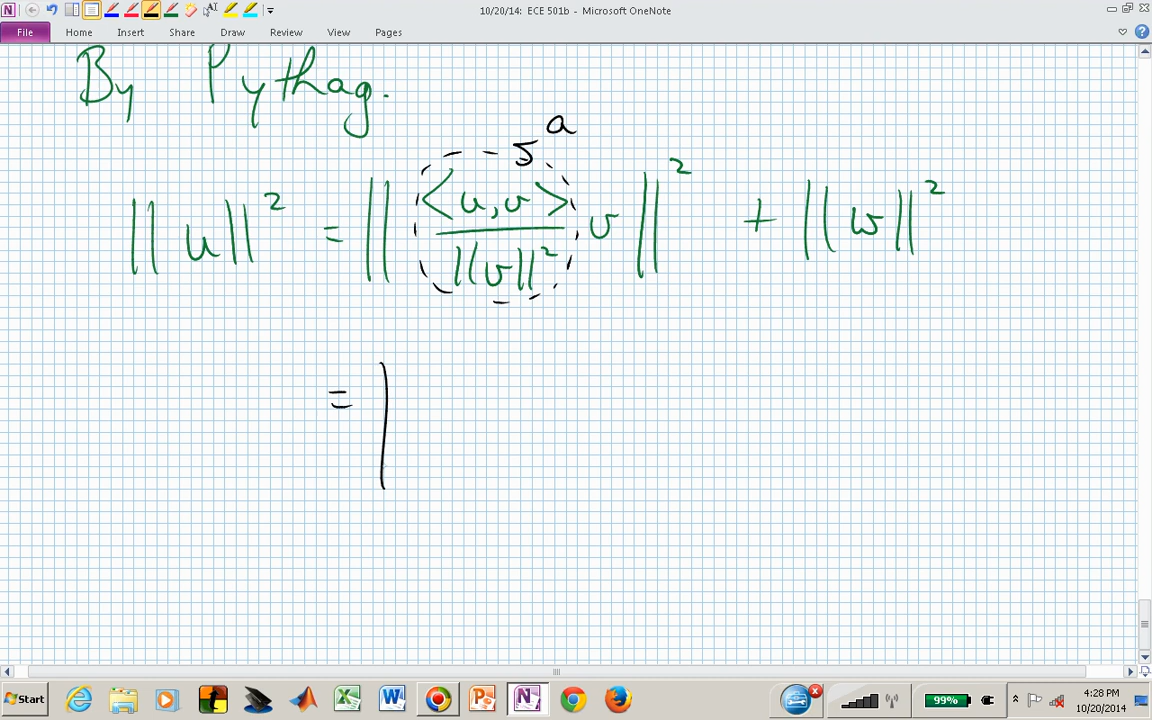 10/20/14: ECE 501b - Microsoft OneNote
File Home Insert Share Draw Review View Pages
By Pythag.
a
||u||² = || <u,v> / ||v||² v ||² + ||w||²
= |
Start
99%
4:28 PM
10/20/2014